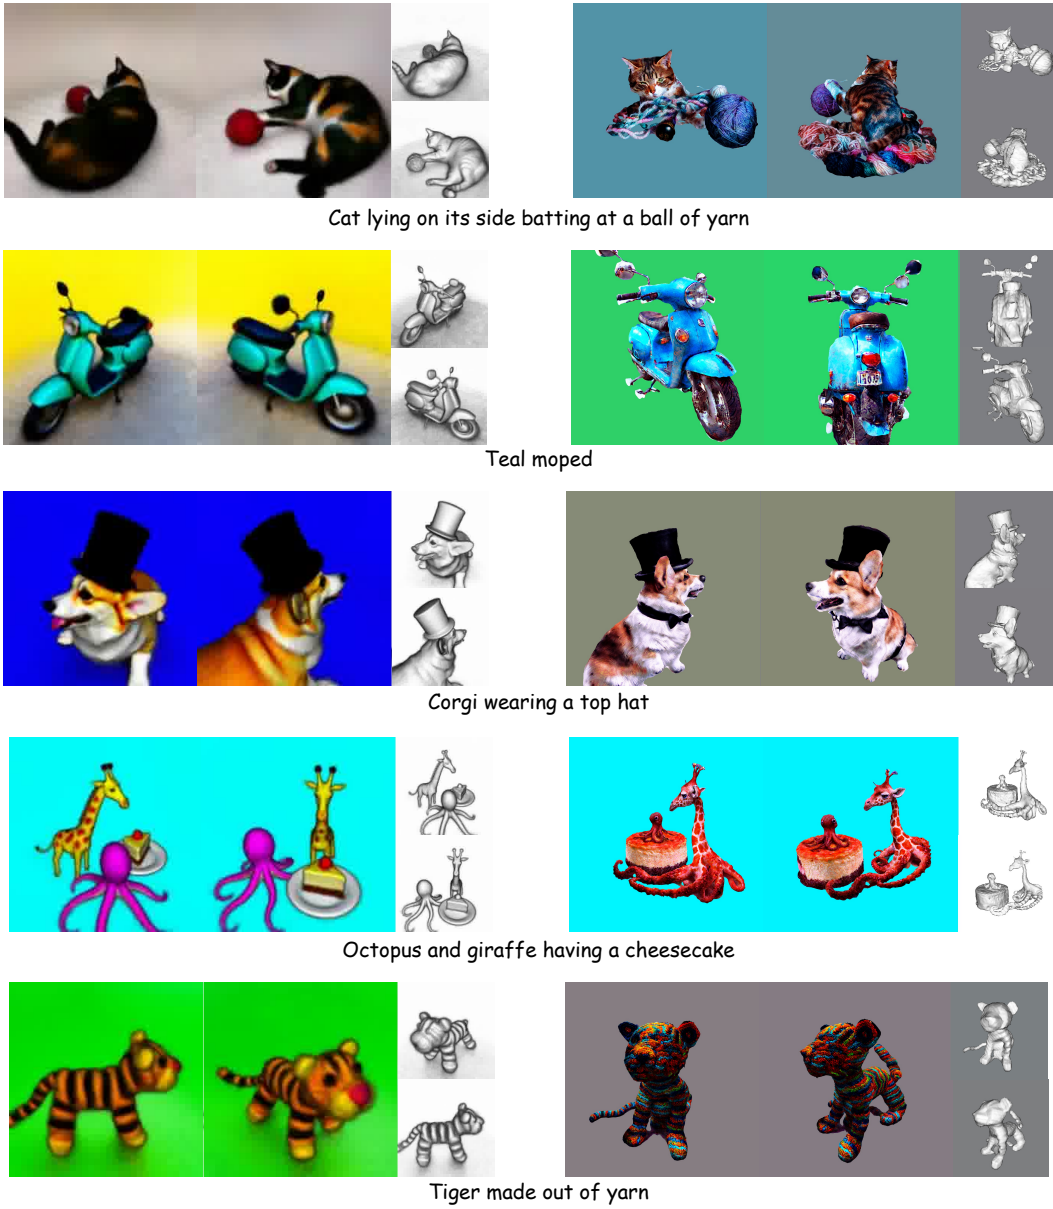 Cat lying on its side batting at a ball of yarn
Teal moped
Corgi wearing a top hat
Octopus and giraffe having a cheesecake
Tiger made out of yarn